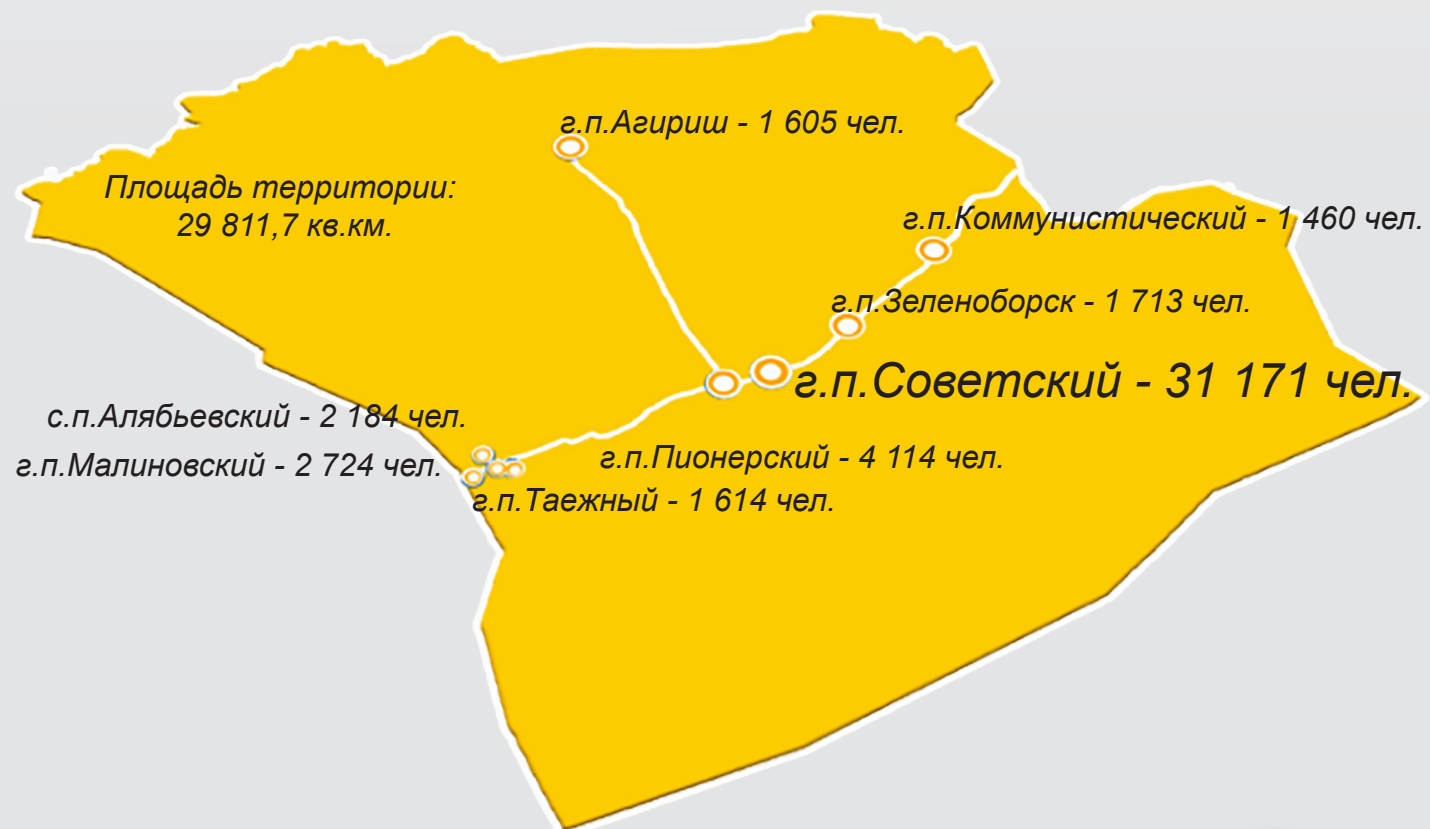 г.п.Агириш - 1 605 чел.
Площадь территории:
29 811,7 кв.км.
г.п.Коммунистический - 1 460 чел.
г.п.Зеленоборск - 1 713 чел.
г.п.Советский - 31 171 чел.
с.п.Алябьевский - 2 184 чел.
г.п.Малиновский - 2 724 чел.
г.п.Пионерский - 4 114 чел.
г.п.Таежный - 1 614 чел.